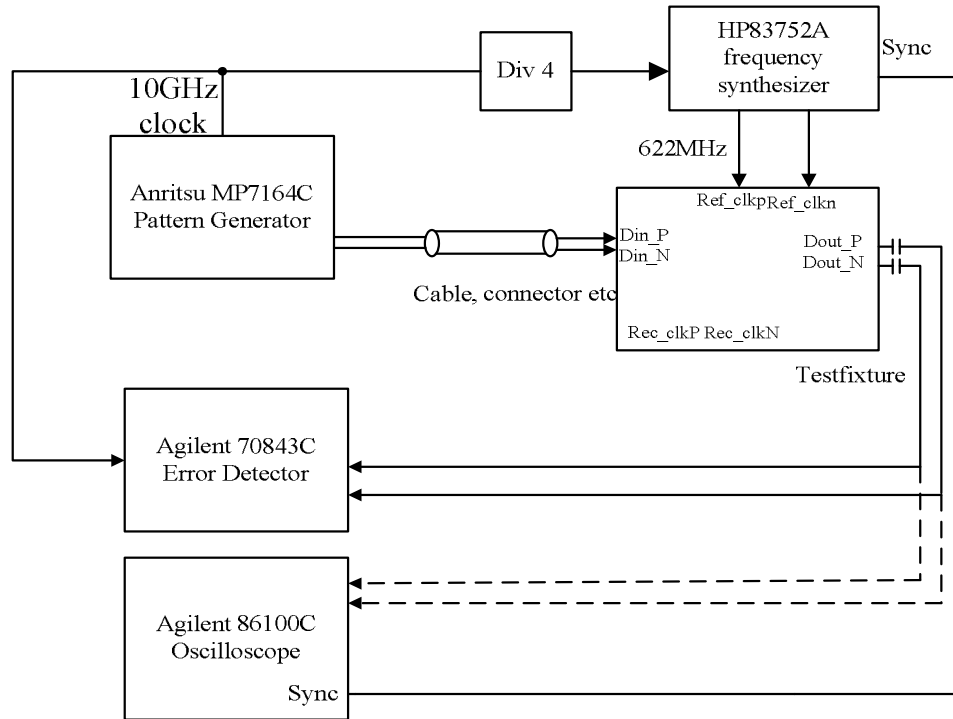 HP83752A
frequency
synthesizer
Sync
Div 4
10GHz
clock
622MHz
Anritsu MP7164C
Pattern Generator
Ref_clkp
Ref_clkn
Din_P
Din_N
Dout_P
Dout_N
Cable, connector etc
Rec_clkP
Rec_clkN
Testfixture
Agilent 70843C
Error Detector
Agilent 86100C
Oscilloscope
Sync